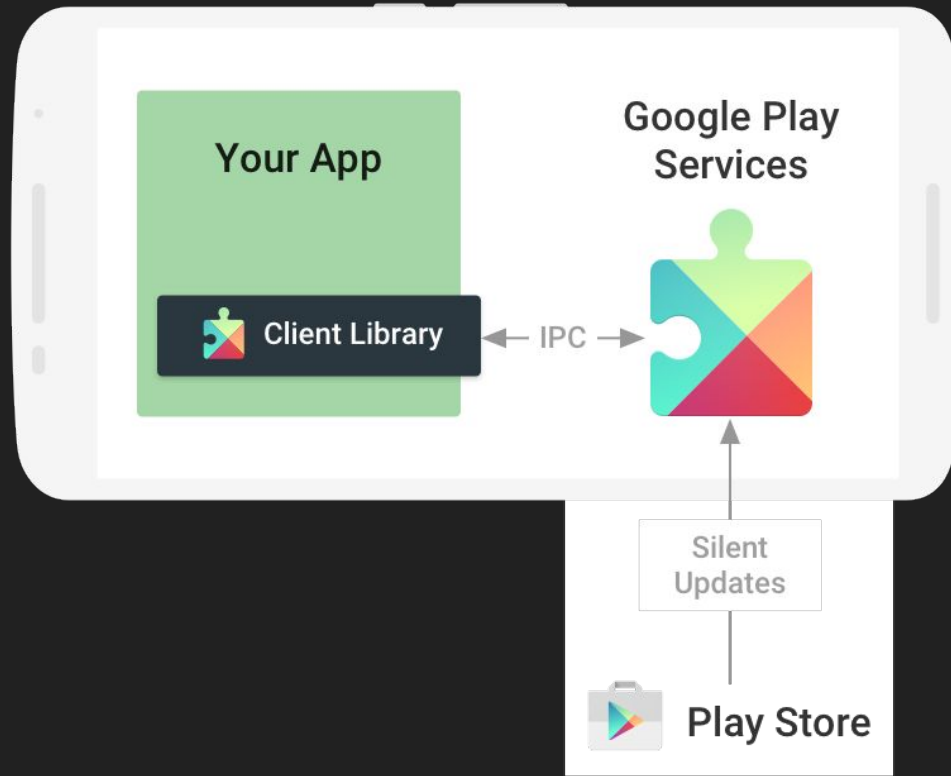 Your App
Google Play
Services
Client Library
IPC
Silent
Updates
Play Store